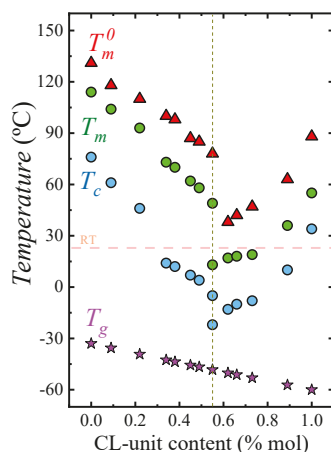 Temperature (ºC)
150
120
90
60
30
0
-30
-60
T_m^0
T_m
T_c
RT
T_g
0.0 0.2 0.4 0.6 0.8 1.0
CL-unit content (% mol)